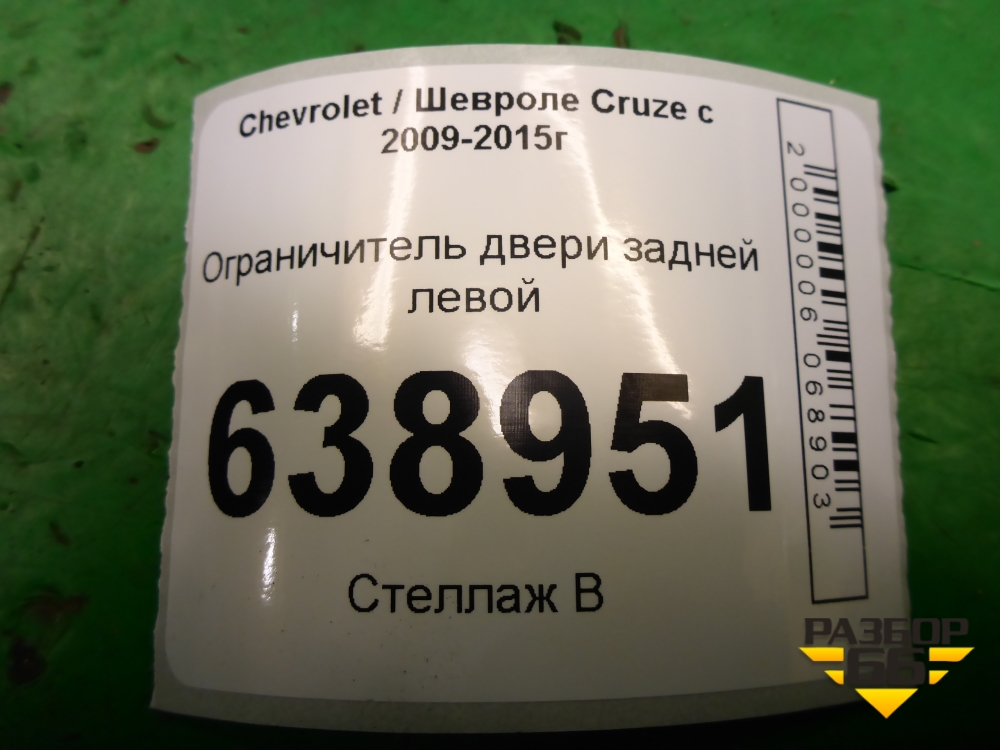 Chevrolet / Шевроле Cruze с
2009-2015г
Ограничитель двери задней
левой
638951
Стеллаж В
2000006068903
РАЗБОР
66